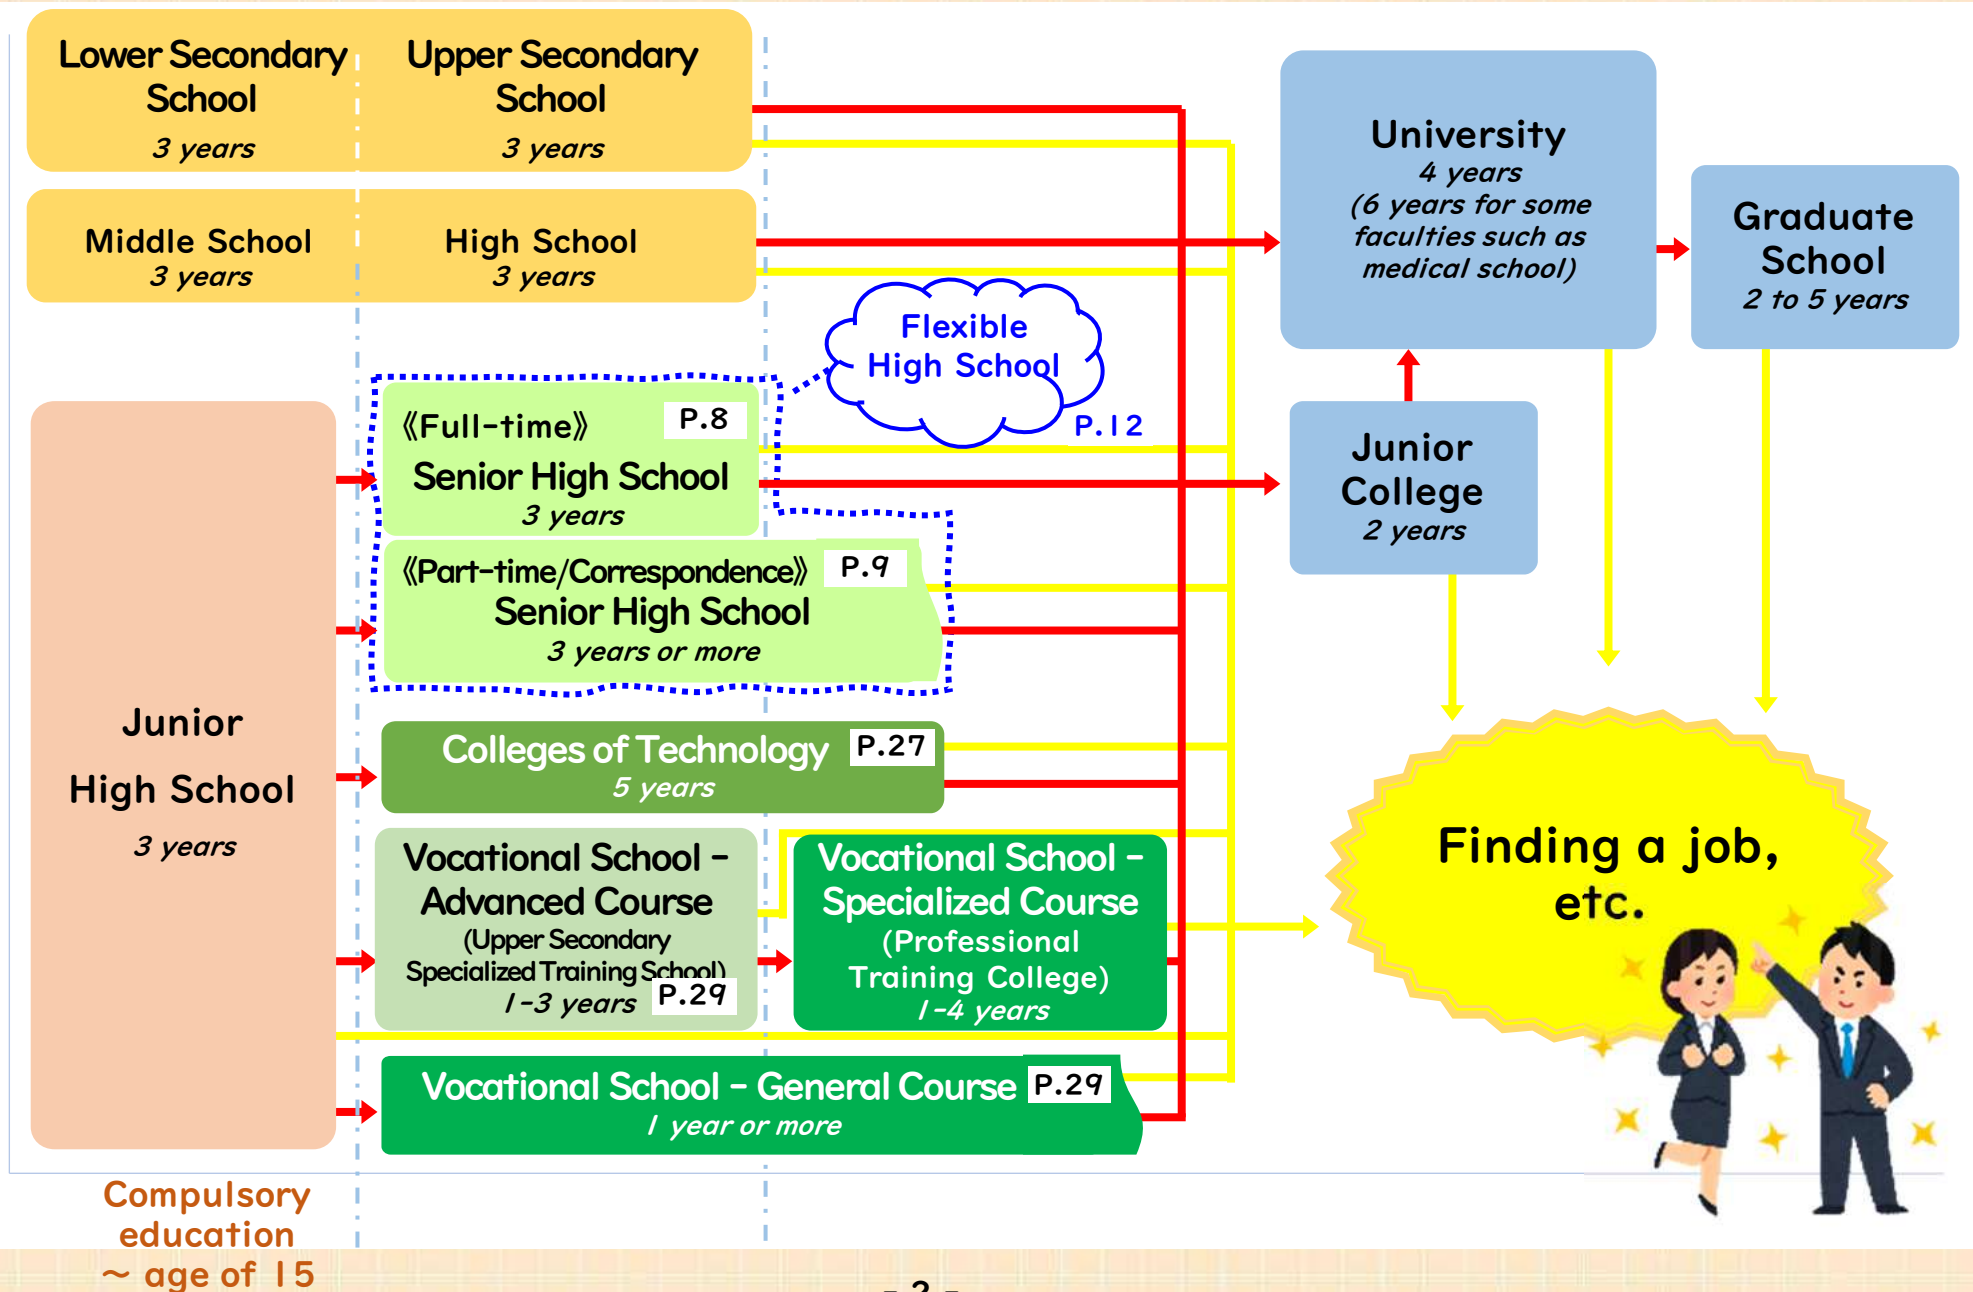 Lower Secondary
School
3 years
Upper Secondary
School
3 years
Middle School
3 years
High School
3 years
Flexible
High School
P.12
University
4 years
(6 years for some
faculties such as
medical school)
Graduate
School
2 to 5 years
Junior
College
2 years
Junior
High School
3 years
《Full-time》
P.8
Senior High School
3 years
《Part-time/Correspondence》
P.9
Senior High School
3 years or more
Colleges of Technology
P.27
5 years
Vocational School -
Advanced Course
(Upper Secondary
Specialized Training School)
1-3 years
P.29
Vocational School -
Specialized Course
(Professional
Training College)
1-4 years
Vocational School - General Course
P.29
1 year or more
Finding a job,
etc.
Compulsory
education
～ age of 15
- 2 -